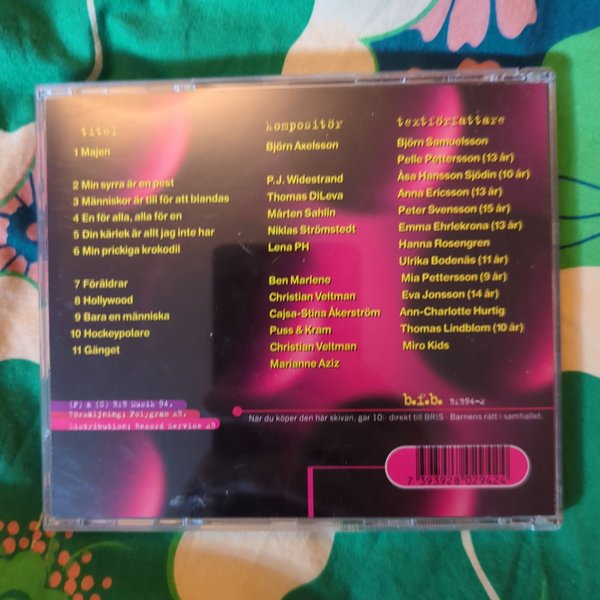 titel
1 Majen
2 Min syrra är en pest
3 Människor är till för att blandas
4 En för alla, alla för en
5 Din kärlek är allt jag inte har
6 Min prickiga krokodil
7 Föräldrar
8 Hollywood
9 Bara en människa
10 Hockeypolare
11 Gänget
kompositör
Björn Axelsson
P.J. Widestrand
Thomas DiLeva
Mårten Sahlin
Niklas Strömstedt
Lena PH
Ben Marlene
Christian Veltman
Cajsa-Stina Åkerström
Puss & Kram
Christian Veltman
Marianne Aziz
textförfattare
Björn Samuelsson
Pelle Pettersson (13 år)
Åsa Hansson Sjödin (10 år)
Anna Ericsson (13 år)
Peter Svensson (15 år)
Emma Ehrlekrona (13 år)
Hanna Rosengren
Ulrika Bodenäs (11 år)
Mia Pettersson (9 år)
Eva Jonsson (14 år)
Ann-Charlotte Hurtig
Thomas Lindblom (10 år)
Miro Kids
(P) & (C) B&B Musik 94,
Försäljning; Polygram AB,
Distribution; Record Service AB
b.&b. 92994-2
När du köper den här skivan, går 10:- direkt till BRIS - Barnens rätt i samhället.
7 393928 029424